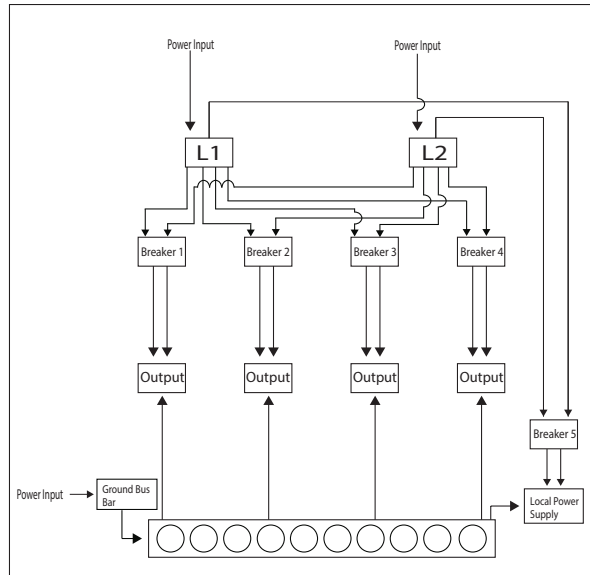 Power Input
Power Input
L1
L2
Breaker 1
Breaker 2
Breaker 3
Breaker 4
Output
Output
Output
Output
Breaker 5
Power Input
Ground Bus
Bar
Local Power
Supply